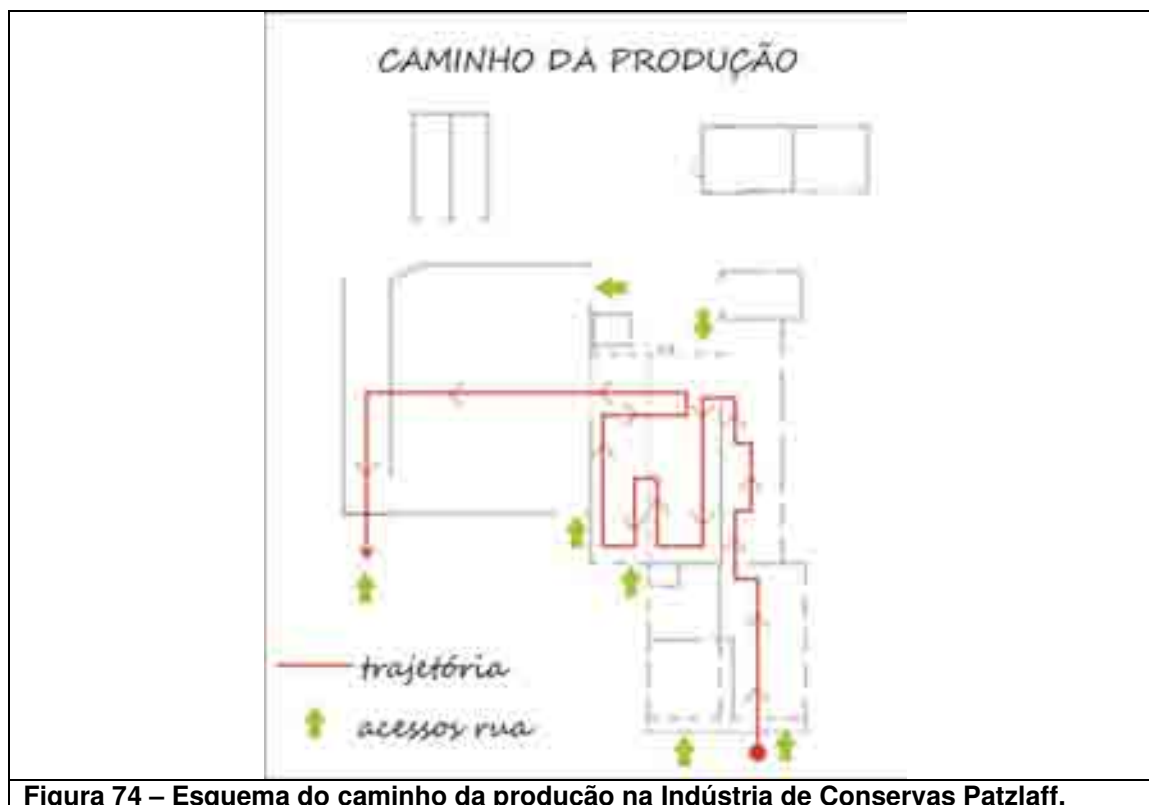 CAMINHO DA PRODUÇÃO
trajetória
acessos rua
Figura 74 – Esquema do caminho da produção na Indústria de Conservas Patzlaff.